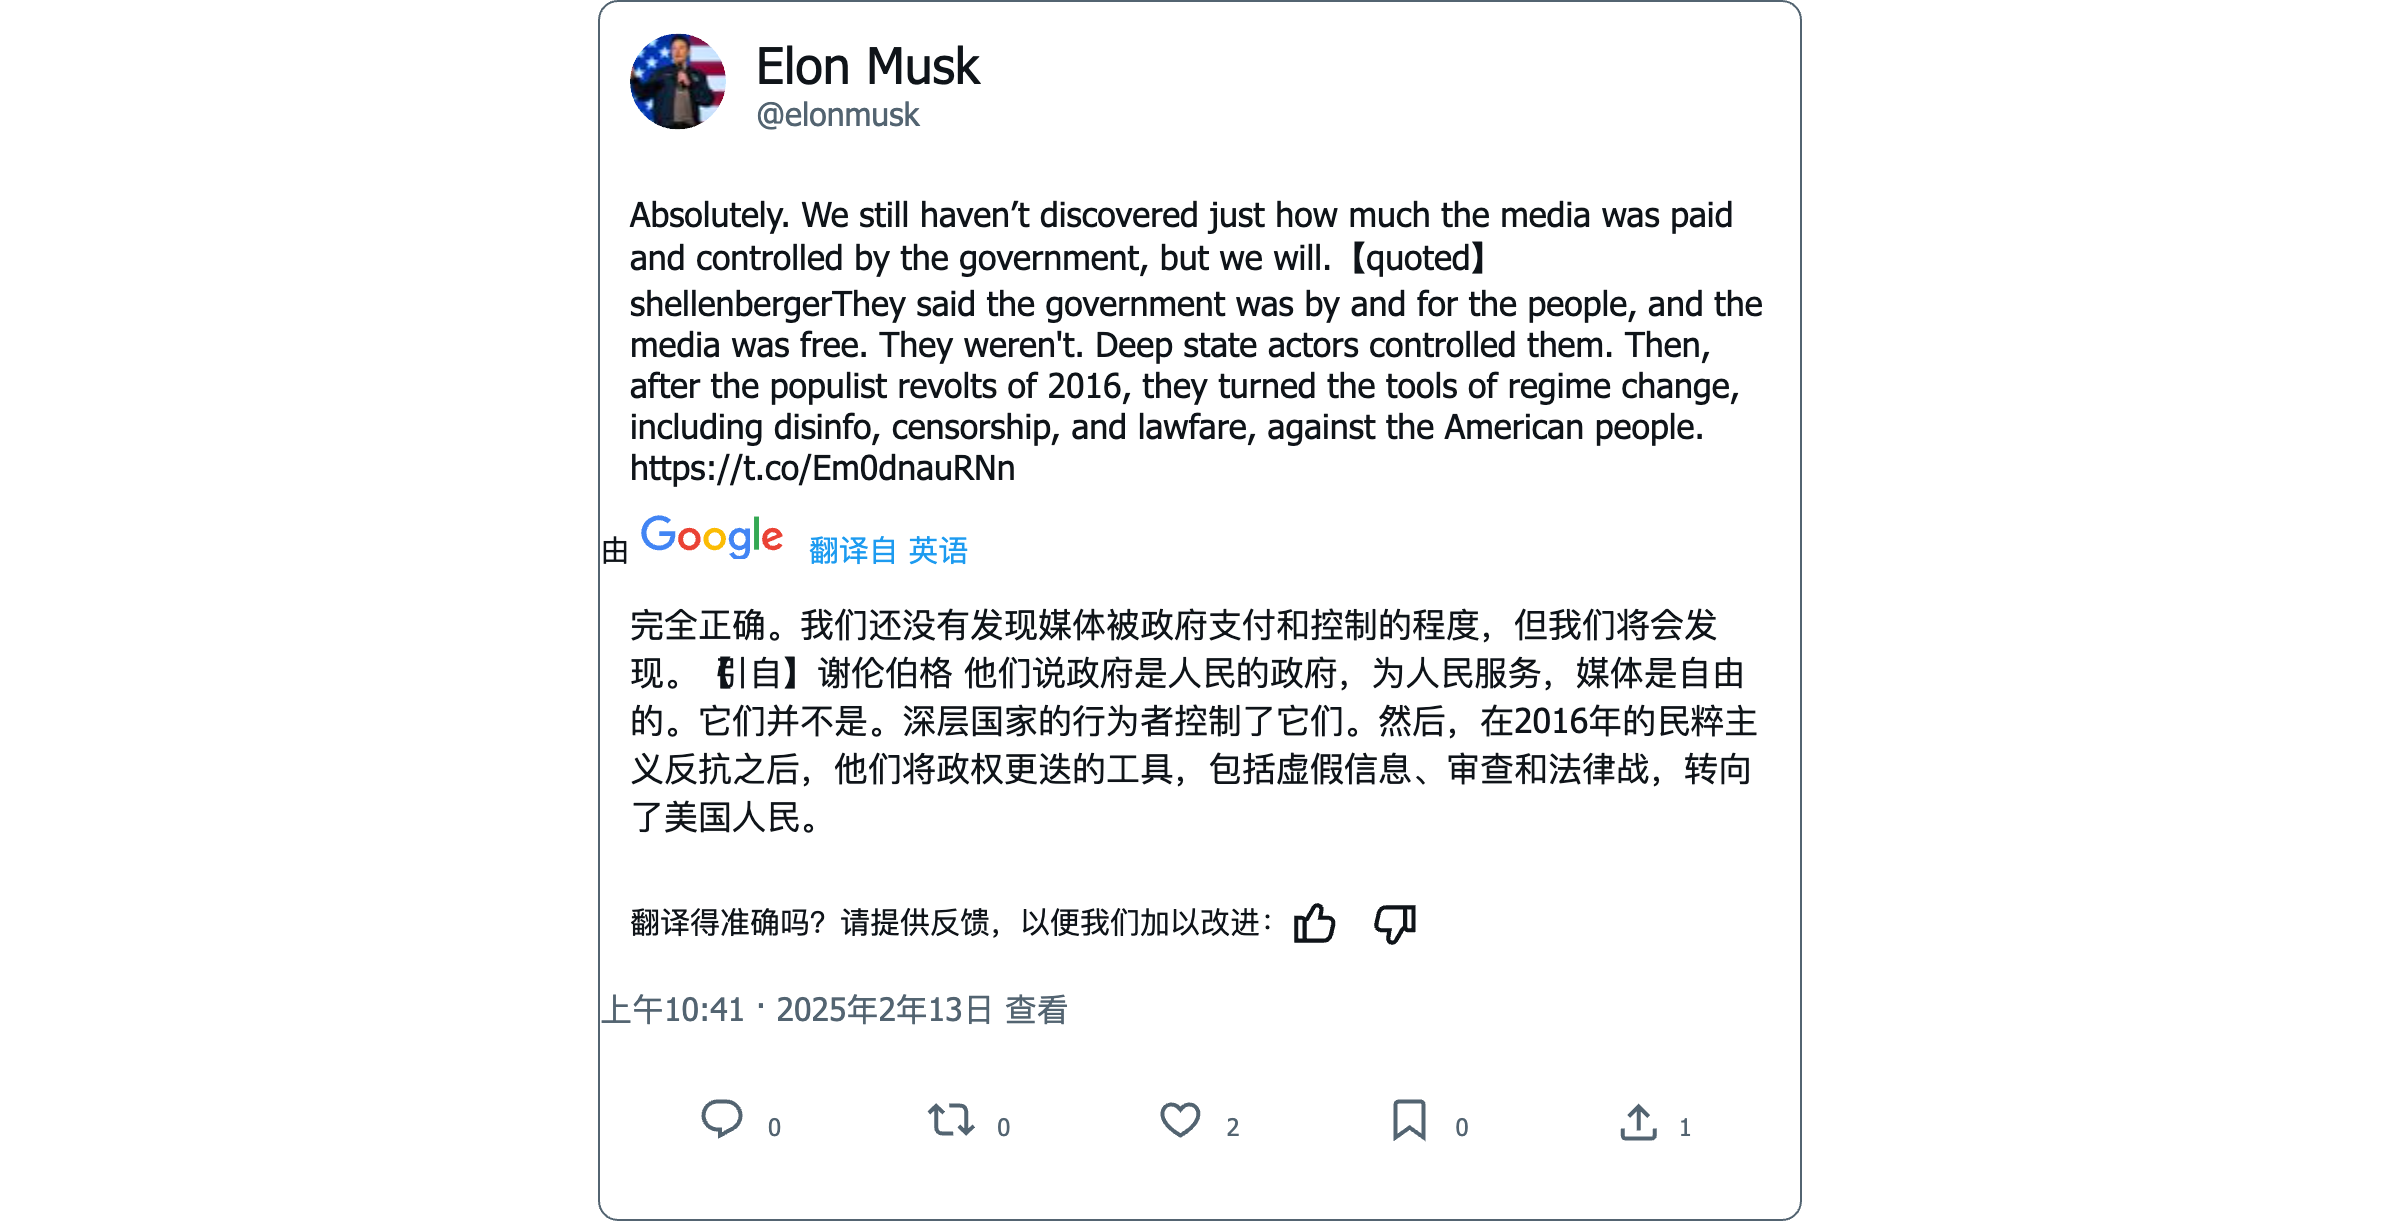 Elon Musk
@elonmusk
Absolutely. We still haven’t discovered just how much the media was paid
and controlled by the government, but we will.【quoted】
shellenbergerThey said the government was by and for the people, and the
media was free. They weren't. Deep state actors controlled them. Then,
after the populist revolts of 2016, they turned the tools of regime change,
including disinfo, censorship, and lawfare, against the American people.
https://t.co/Em0dnauRNn
由 Google 翻译自 英语
完全正确。我们还没有发现媒体被政府支付和控制的程度，但我们将会发
现。【引自】谢伦伯格 他们说政府是人民的政府，为人民服务，媒体是自由
的。它们并不是。深层国家的行为者控制了它们。然后，在2016年的民粹主
义反抗之后，他们将政权更迭的工具，包括虚假信息、审查和法律战，转向
了美国人民。
翻译得准确吗？请提供反馈，以便我们加以改进：
上午10:41 · 2025年2年13日 查看
0 0 2 0 1